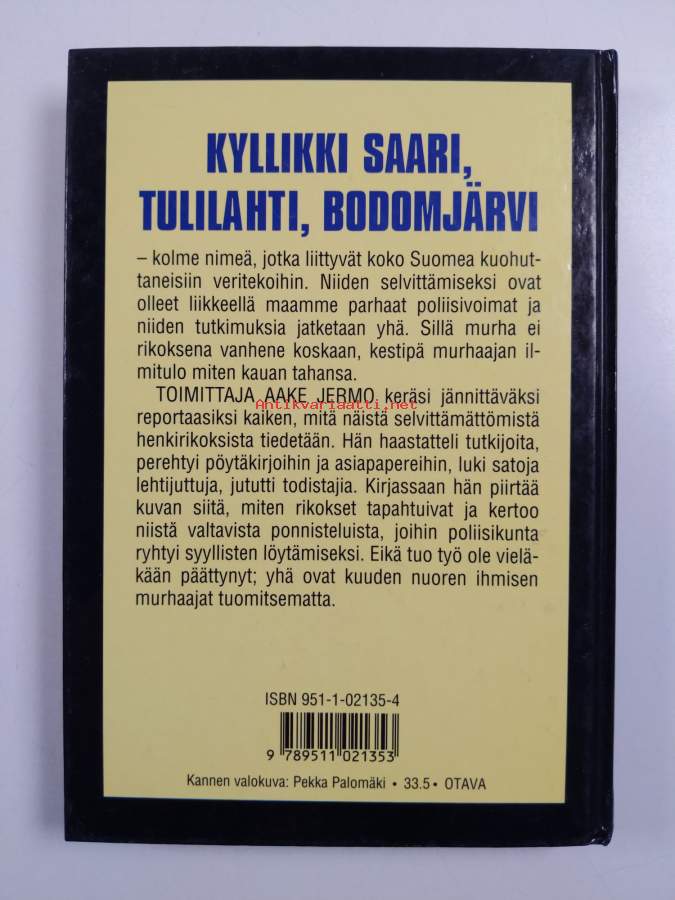 KYLLIKKI SAARI,
TULILAHTI, BODOMJÄRVI
– kolme nimeä, jotka liittyvät koko Suomea kuohut-
taneisiin veritekoihin. Niiden selvittämiseksi ovat
olleet liikkeellä maamme parhaat poliisivoimat ja
niiden tutkimuksia jatketaan yhä. Sillä murha ei
rikoksena vanhene koskaan, kestipä murhaajan il-
mitulo miten kauan tahansa.
TOIMITTAJA AAKE JERMO keräsi jännittäväksi
Antikvariaatti.net
reportaasiksi kaiken, mitä näistä selvittämättömistä
henkirikoksista tiedetään. Hän haastatteli tutkijoita,
perehtyi pöytäkirjoihin ja asiapapereihin, luki satoja
lehtijuttuja, jututti todistajia. Kirjassaan hän piirtää
kuvan siitä, miten rikokset tapahtuivat ja kertoo
niistä valtavista ponnisteluista, joihin poliisikunta
ryhtyi syyllisten löytämiseksi. Eikä tuo työ ole vielä-
kään päättynyt; yhä ovat kuuden nuoren ihmisen
murhaajat tuomitsematta.
ISBN 951-1-02135-4
9 789511 021353
Kannen valokuva: Pekka Palomäki • 33.5 • OTAVA